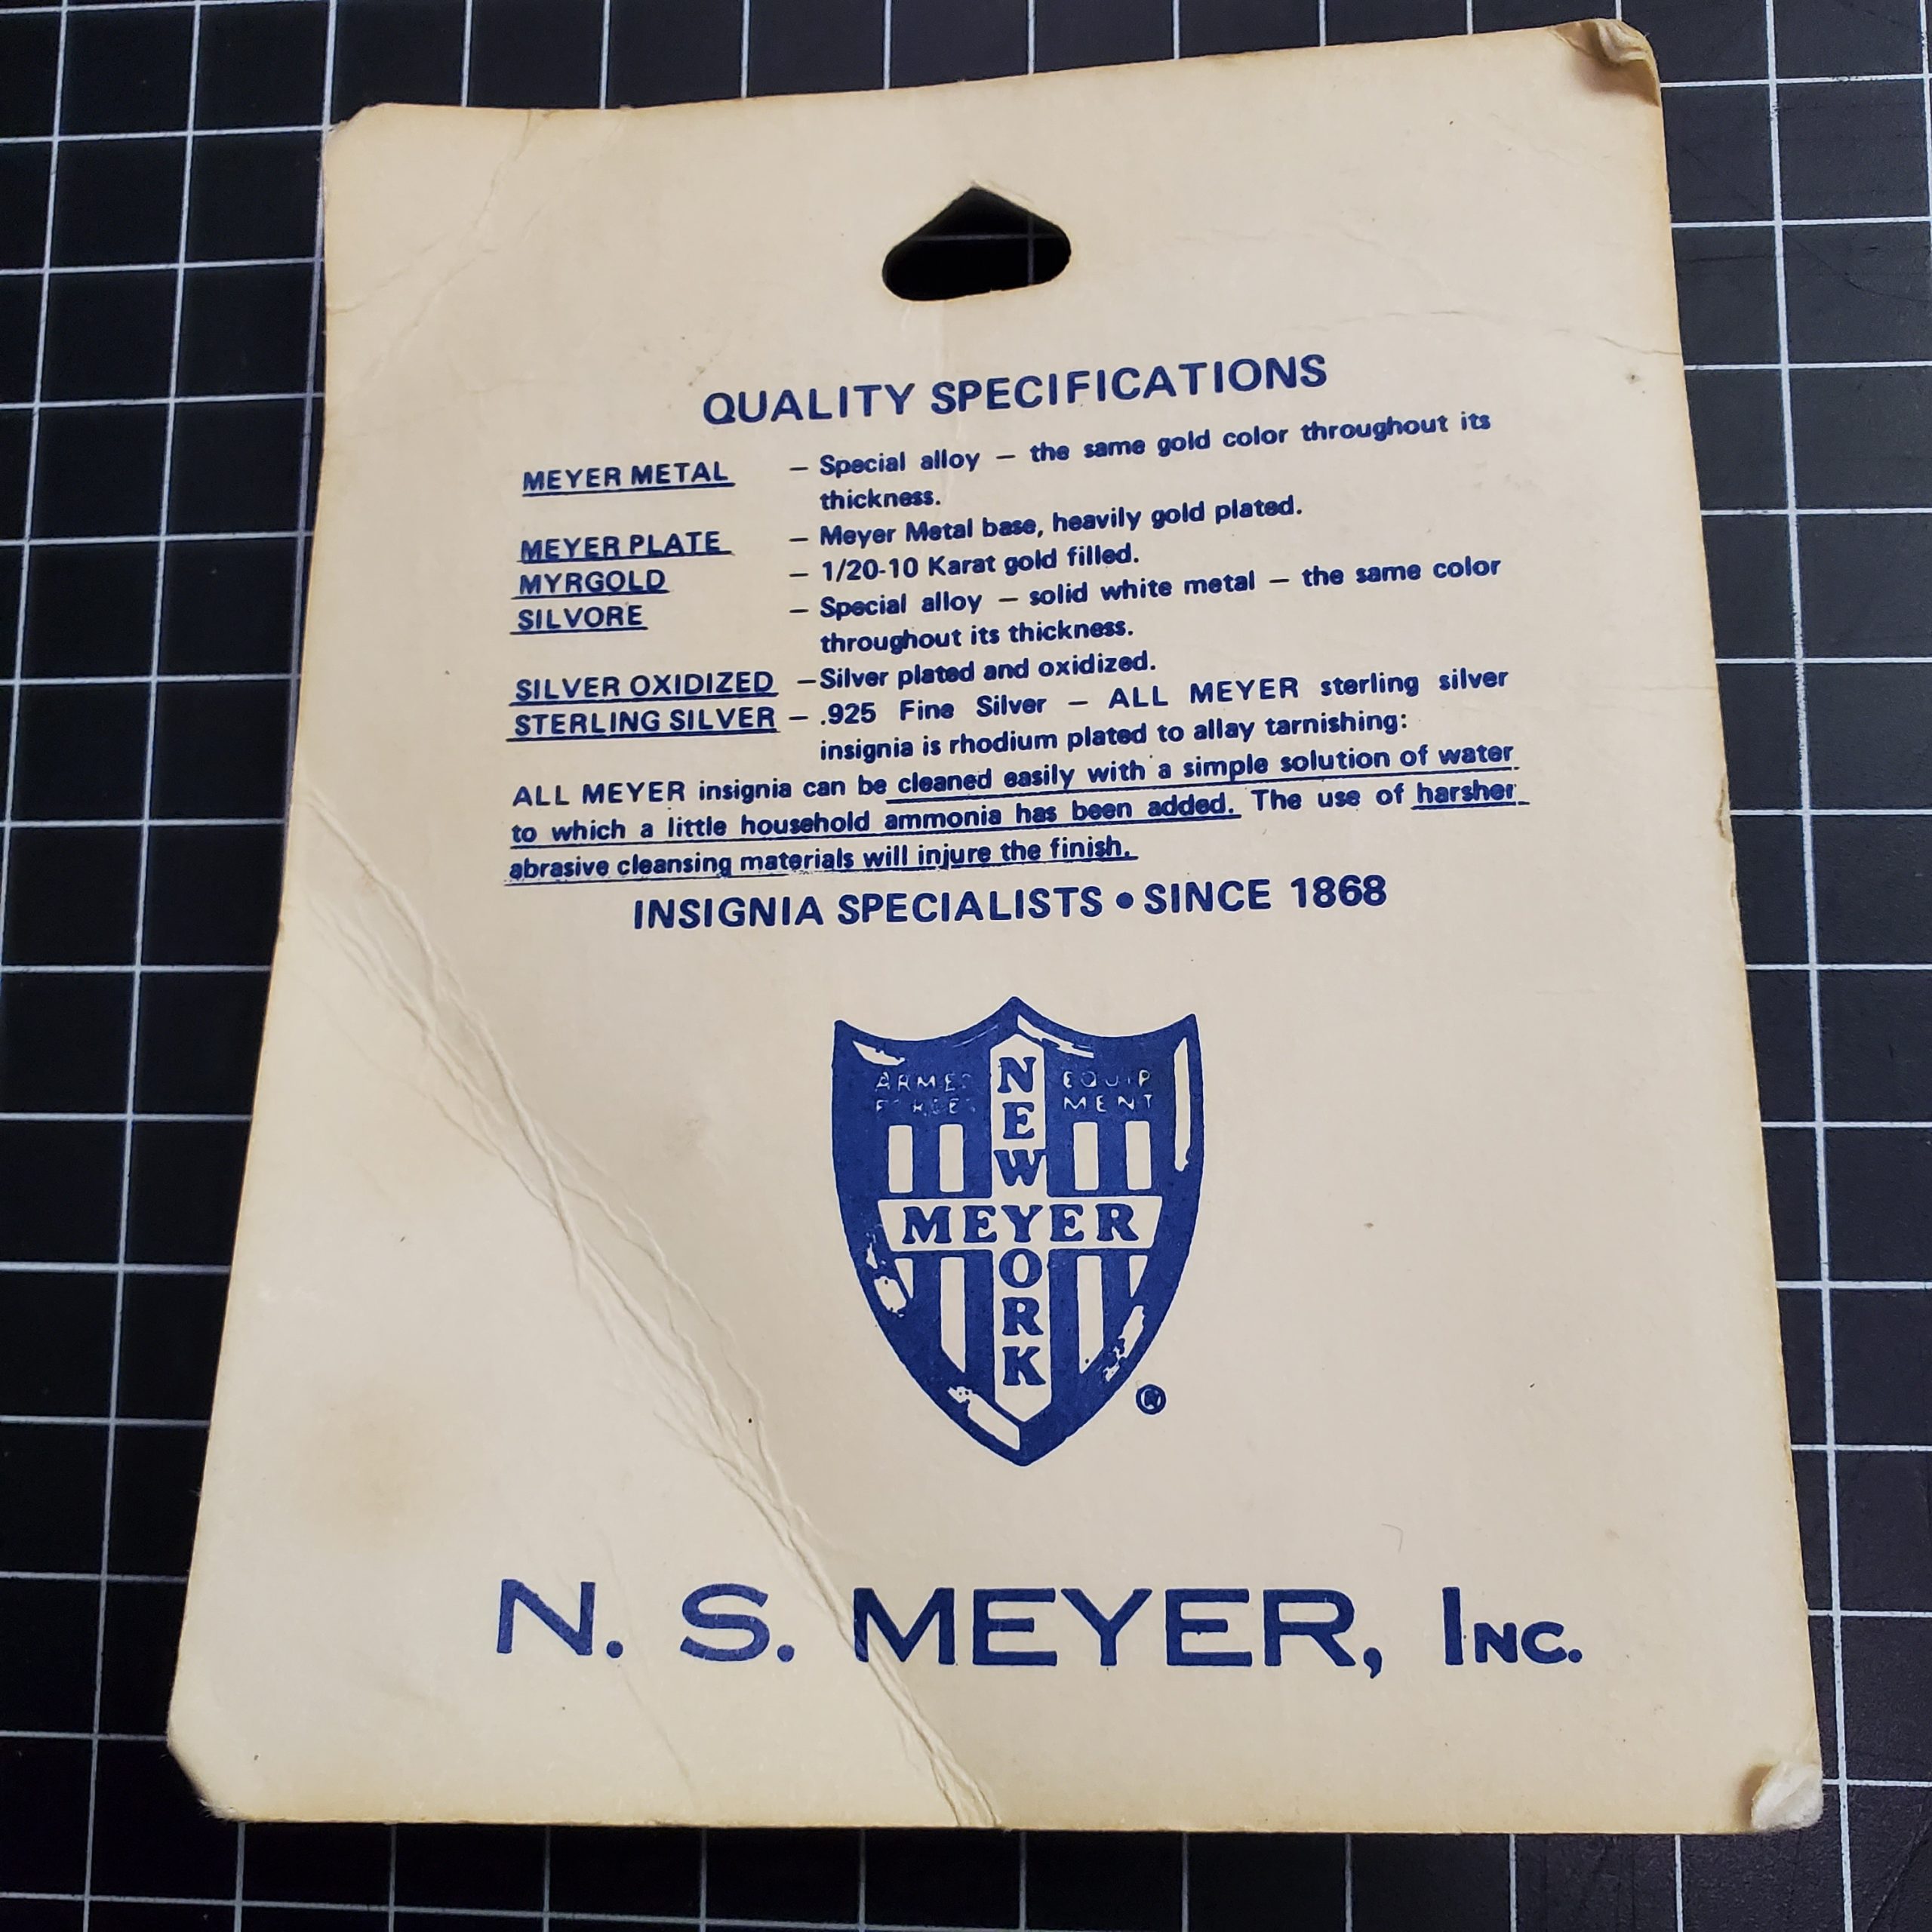 QUALITY SPECIFICATIONS
MEYER METAL — Special alloy — the same gold color throughout its
thickness.
MEYER PLATE — Meyer Metal base, heavily gold plated.
MYRGOLD — 1/20-10 Karat gold filled.
SILVORE — Special alloy — solid white metal — the same color
throughout its thickness.
SILVER OXIDIZED —Silver plated and oxidized.
STERLING SILVER — .925 Fine Silver — ALL MEYER sterling silver
insignia is rhodium plated to allay tarnishing:
ALL MEYER insignia can be cleaned easily with a simple solution of water
to which a little household ammonia has been added. The use of harsher
abrasive cleansing materials will injure the finish.
INSIGNIA SPECIALISTS • SINCE 1868
ARMED FORCES
EQUIP
MENT
NEW YORK
MEYER
®
N. S. MEYER, INC.